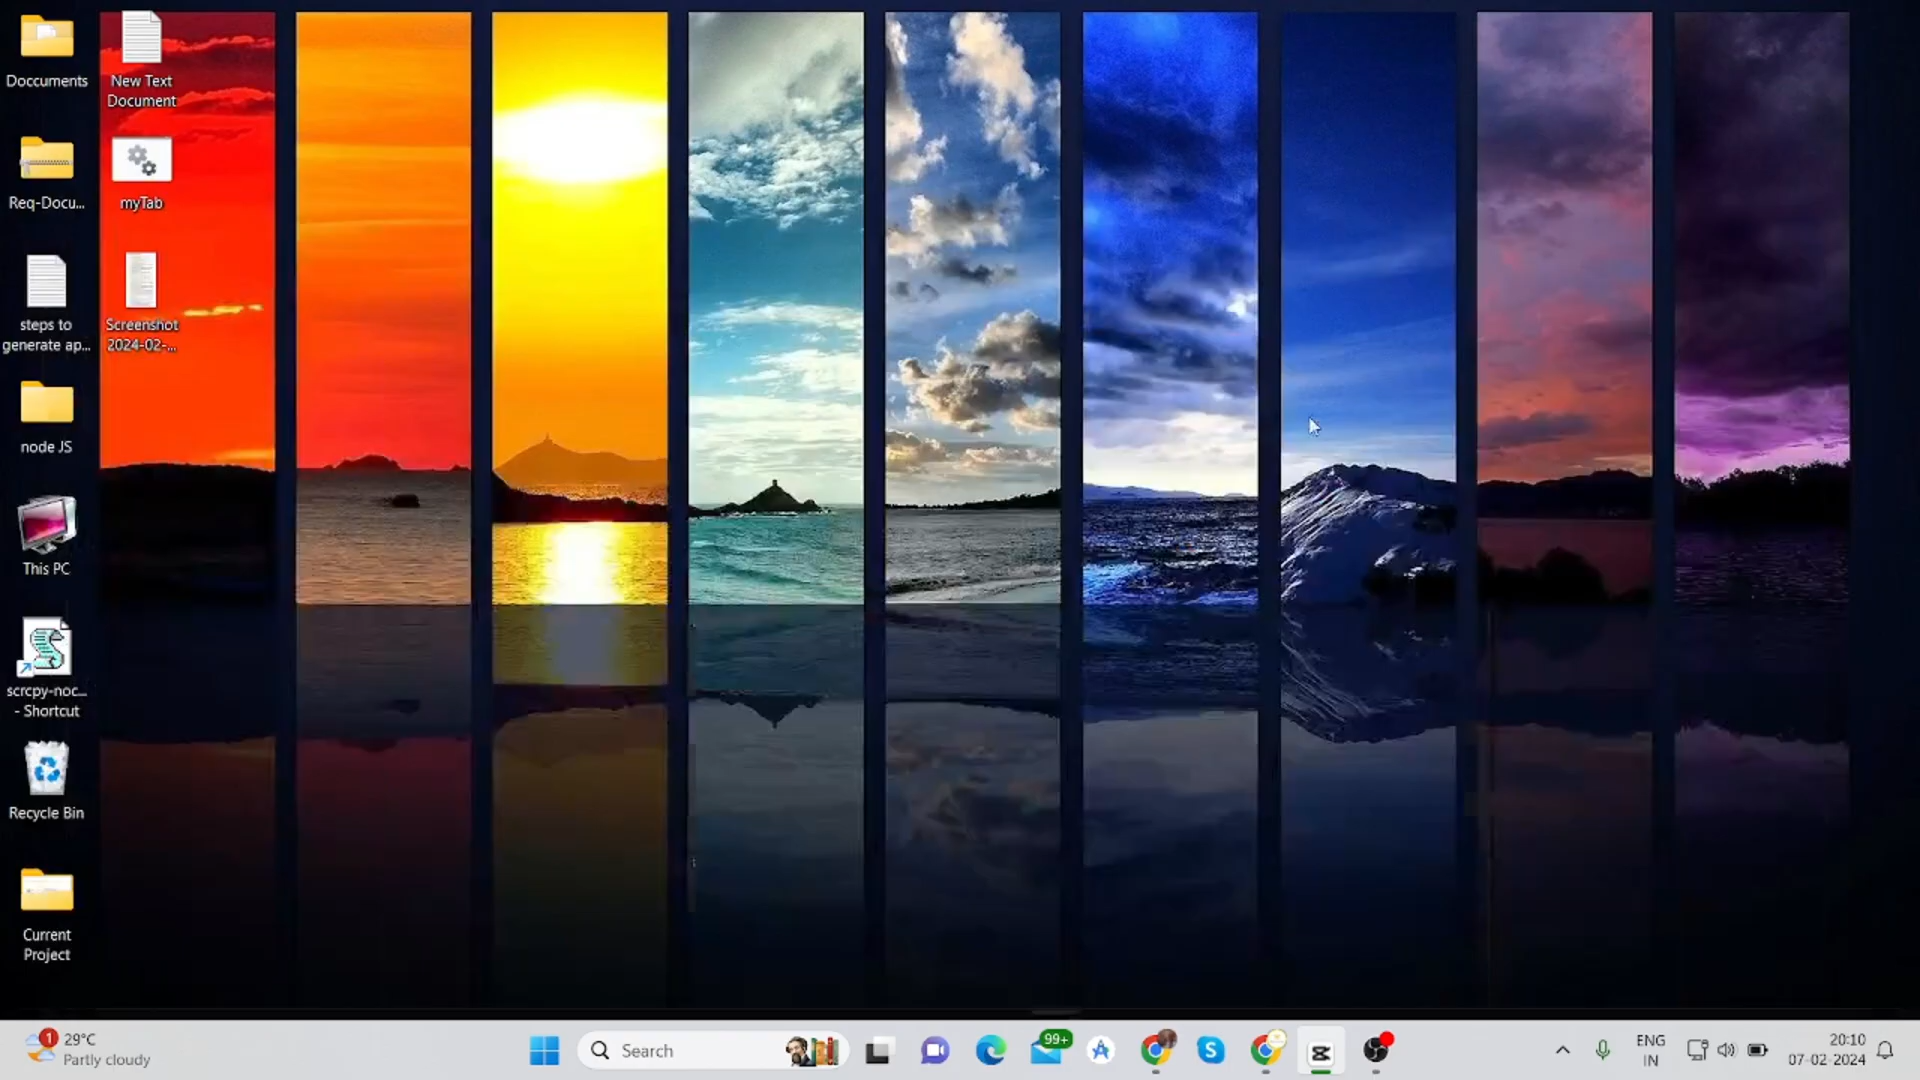 Doccuments
New Text
Document
Req-Docu...
myTab
steps to
generate ap...
Screenshot
2024-02-...
node JS
This PC
scrcpy-noc...
- Shortcut
Recycle Bin
Current
Project
1
29°C
Partly cloudy
Search
99+
ENG
IN
20:10
07-02-2024